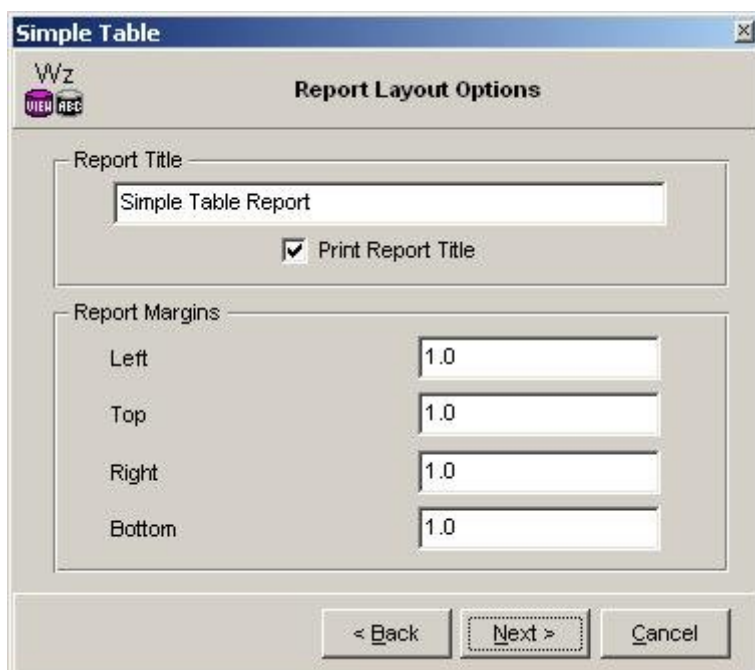 Simple Table
Wz
VIEW ABC
Report Layout Options
Report Title
Simple Table Report
Print Report Title
Report Margins
Left 1.0
Top 1.0
Right 1.0
Bottom 1.0
< Back Next > Cancel